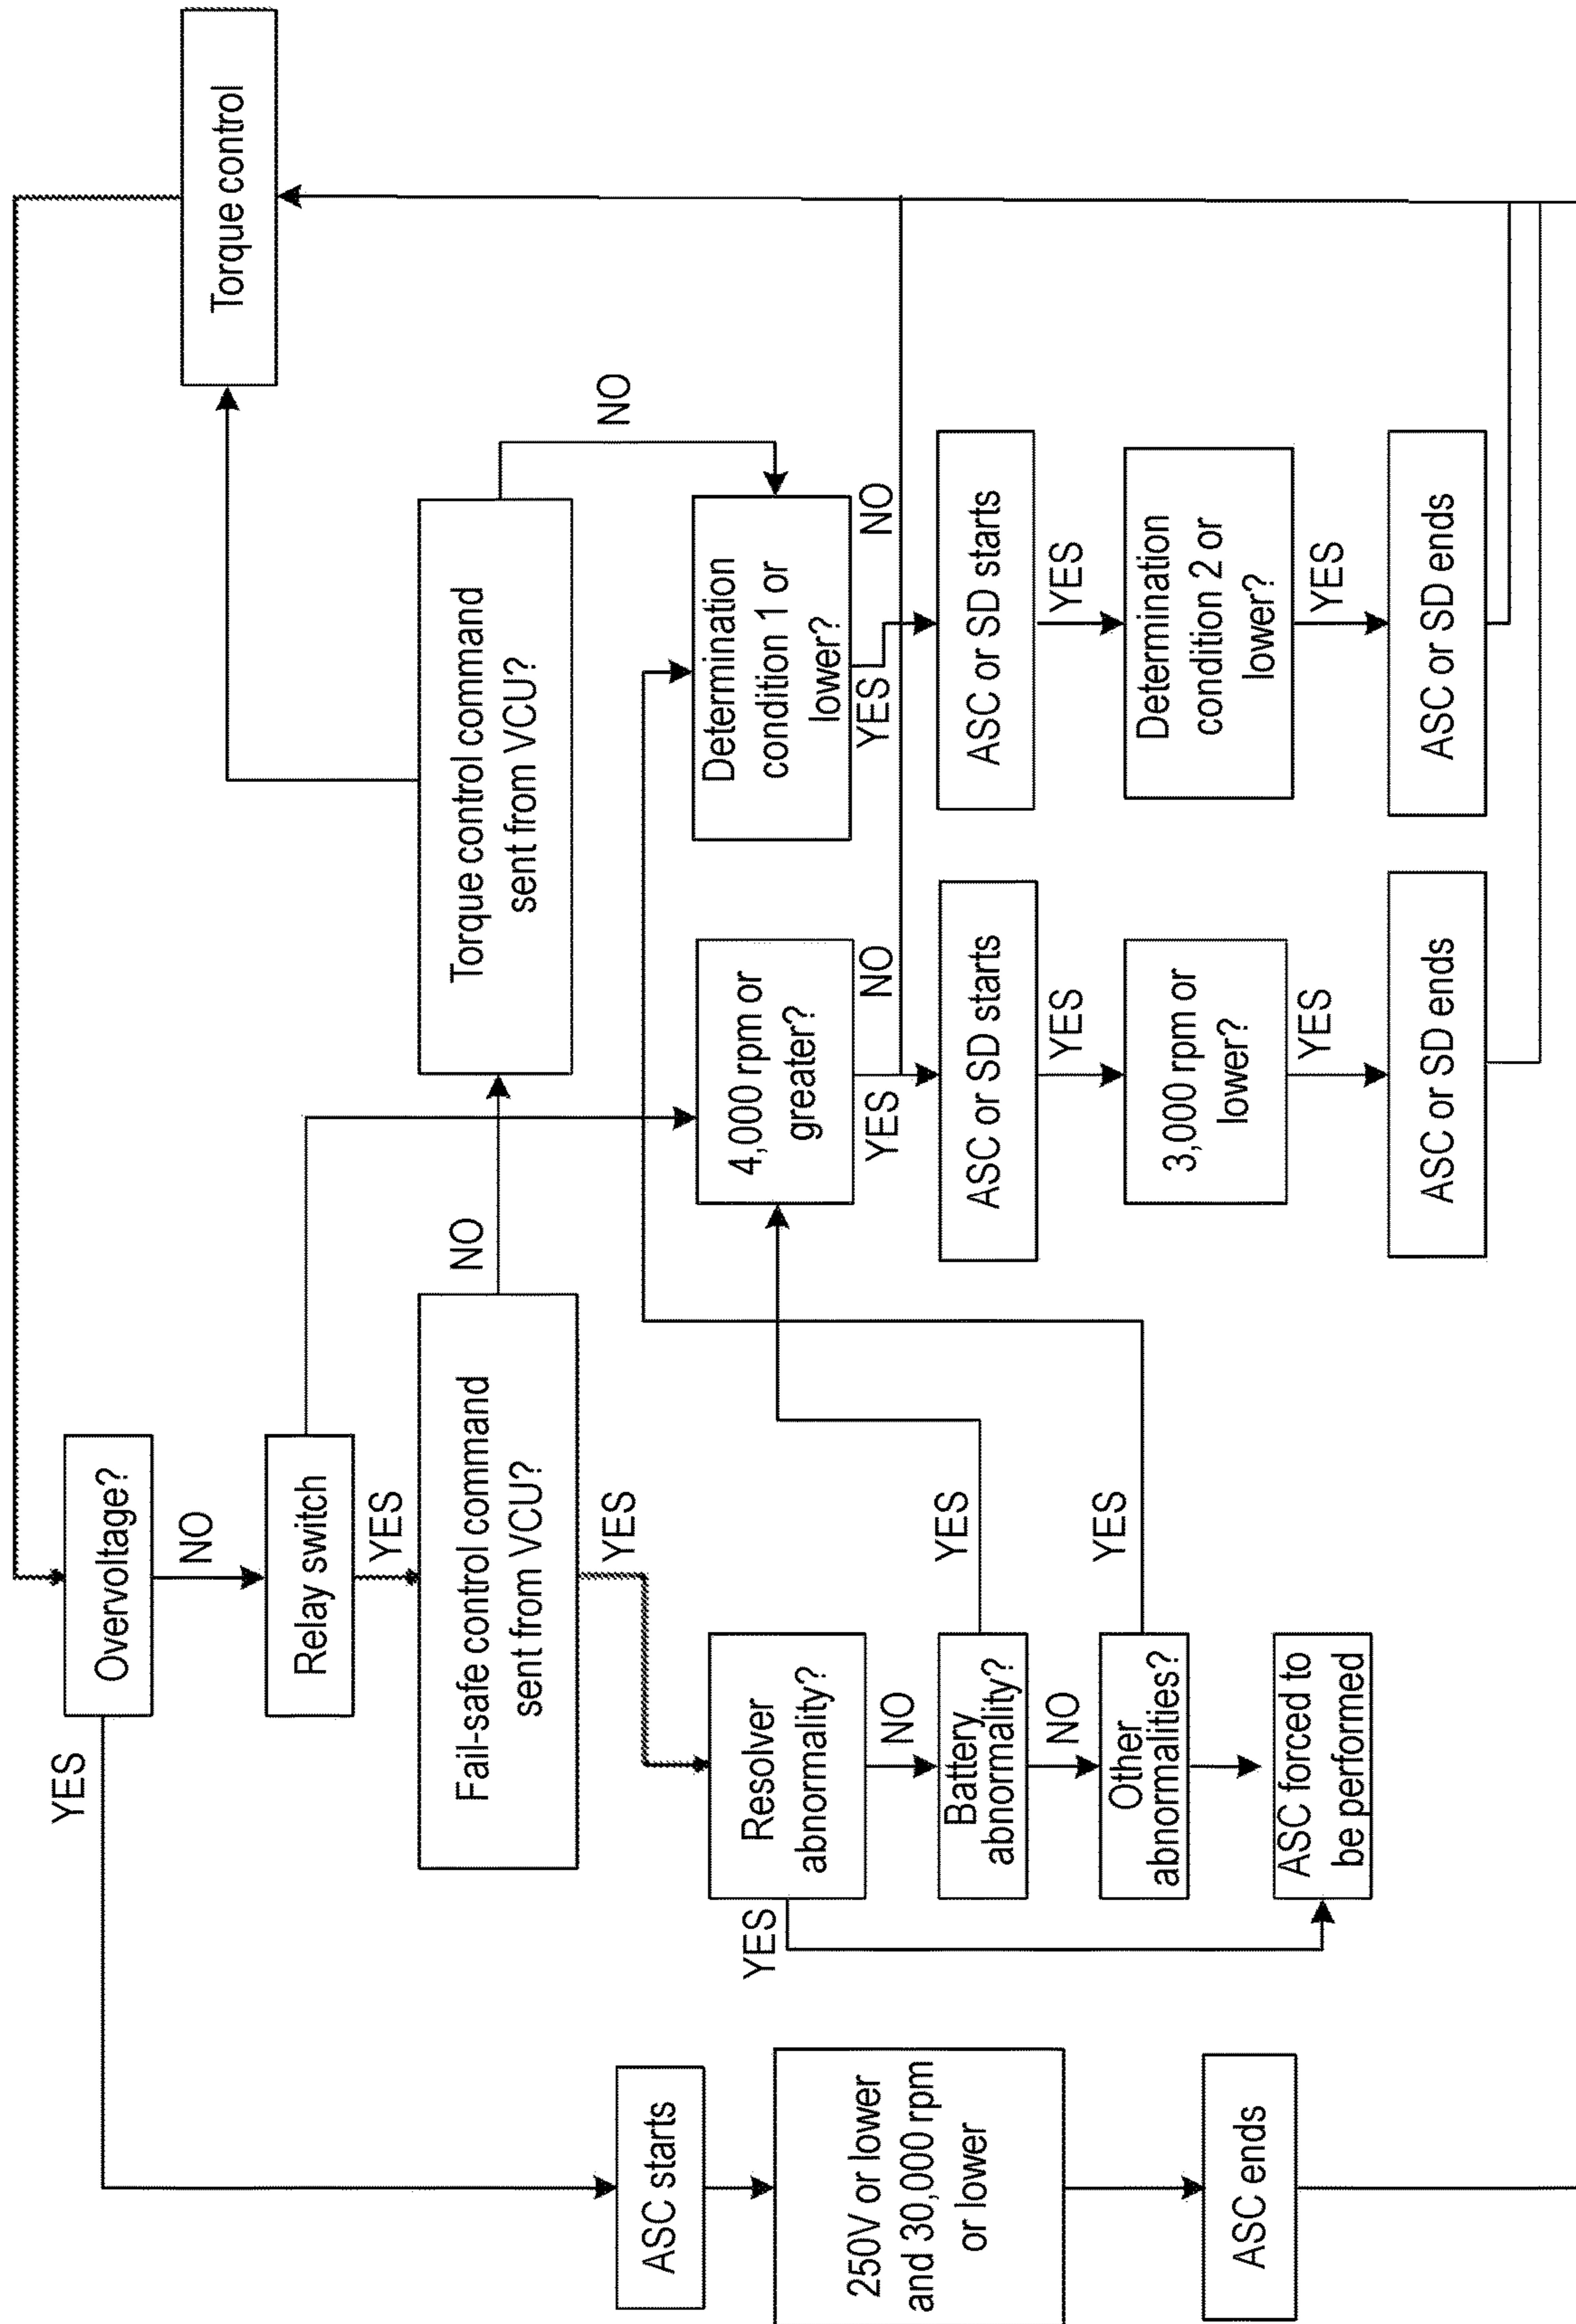 Torque control
Overvoltage?
YES
NO
Relay switch
YES
Fail-safe control command
sent from VCU?
NO
Torque control command
sent from VCU?
NO
YES
Resolver
abnormality?
YES
NO
Battery
abnormality?
YES
NO
Other
abnormalities?
YES
ASC forced to
be performed
ASC starts
250V or lower
and 30,000 rpm
or lower
ASC ends
4,000 rpm or
greater?
YES
NO
ASC or SD starts
YES
3,000 rpm or
lower?
YES
ASC or SD ends
Determination
condition 1 or
lower?
YES
NO
ASC or SD starts
YES
Determination
condition 2 or
lower?
YES
ASC or SD ends